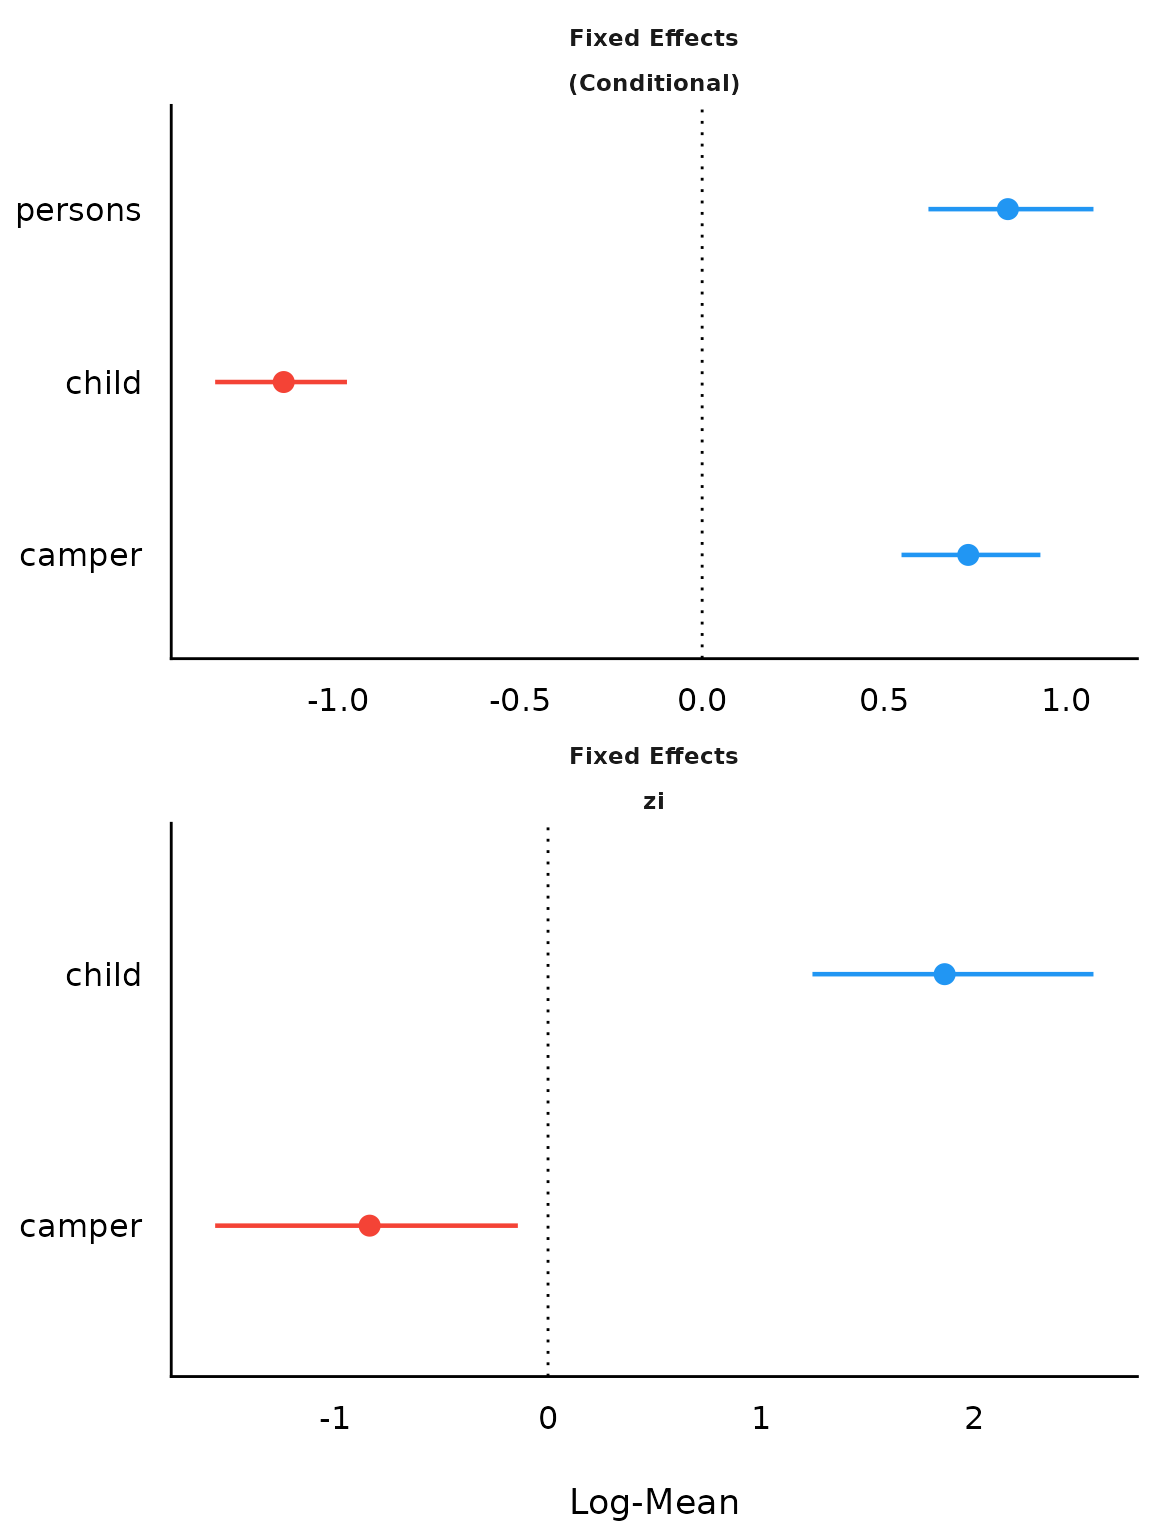 Fixed Effects
(Conditional)
persons
child
camper
-1.0 -0.5 0.0 0.5 1.0
Fixed Effects
zi
child
camper
-1 0 1 2
Log-Mean